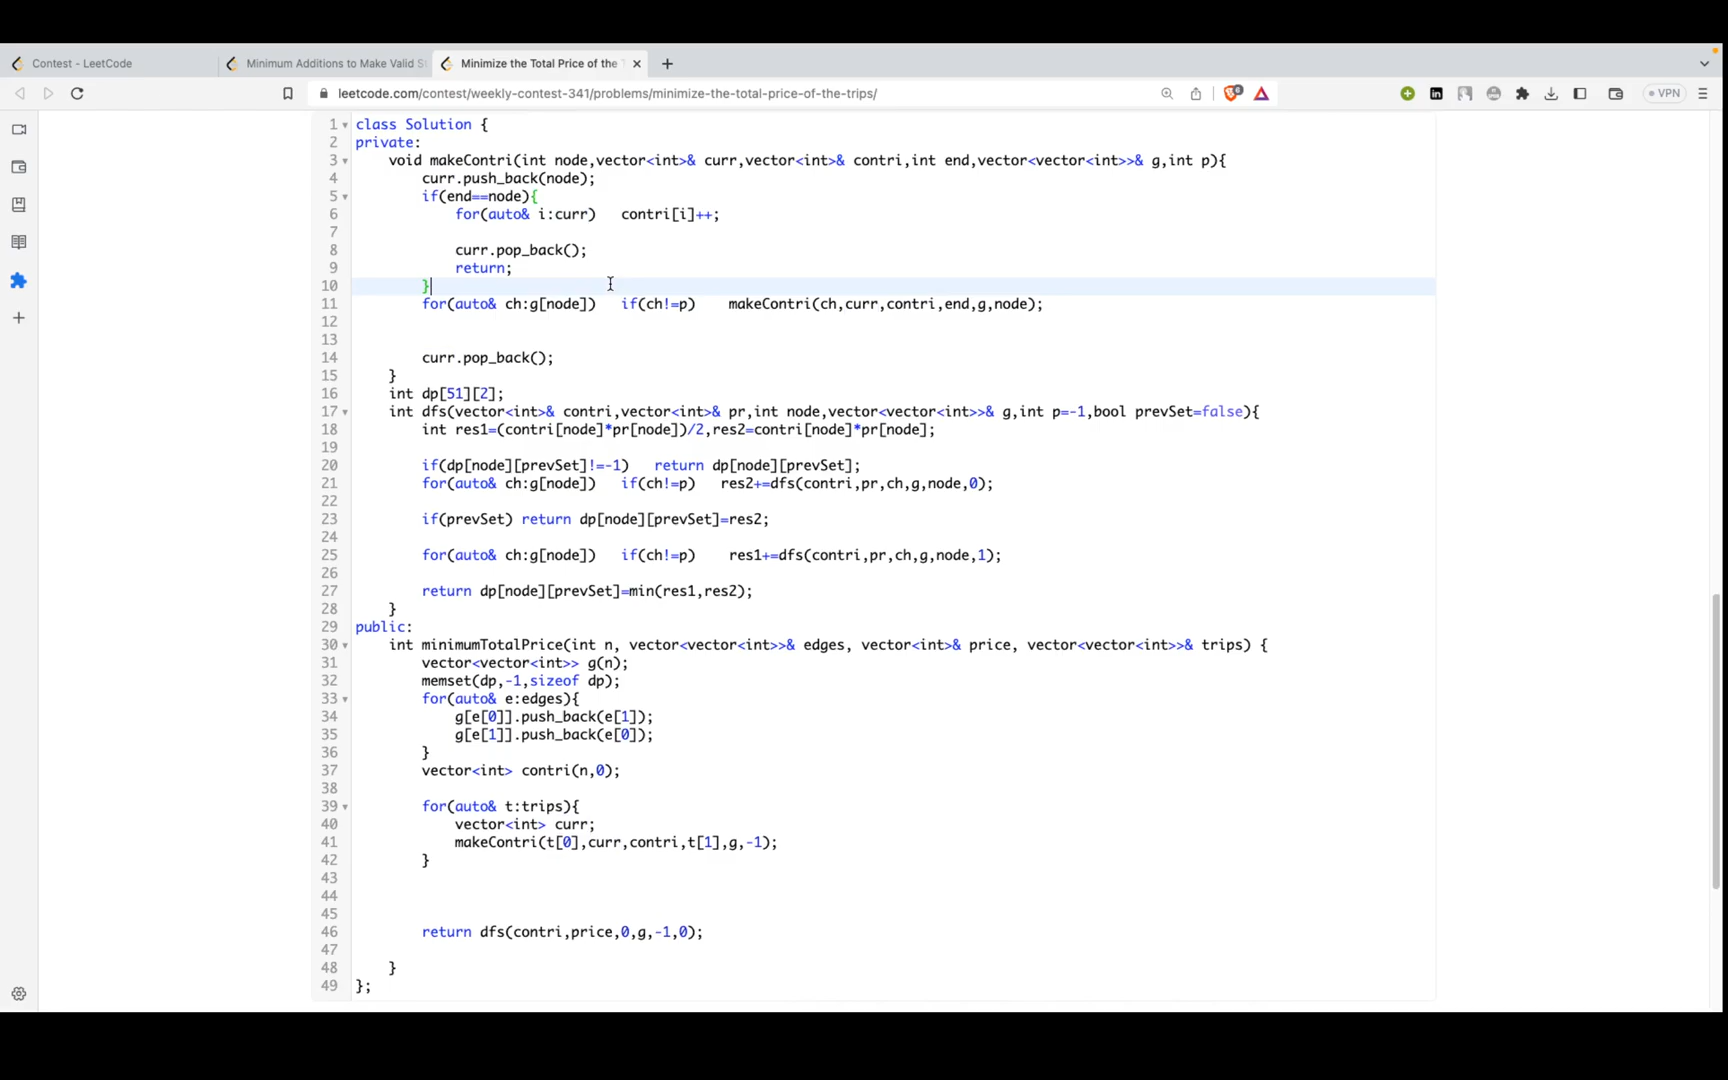 Contest - LeetCode
Minimum Additions to Make Valid S
Minimize the Total Price of the
leetcode.com/contest/weekly-contest-341/problems/minimize-the-total-price-of-the-trips/
6
VPN
1 class Solution {
2 private:
3     void makeContri(int node,vector<int>& curr,vector<int>& contri,int end,vector<vector<int>>& g,int p){
4         curr.push_back(node);
5         if(end==node){
6             for(auto& i:curr)   contri[i]++;
7
8             curr.pop_back();
9             return;
10         }
11         for(auto& ch:g[node])   if(ch!=p)    makeContri(ch,curr,contri,end,g,node);
12
13
14         curr.pop_back();
15     }
16     int dp[51][2];
17     int dfs(vector<int>& contri,vector<int>& pr,int node,vector<vector<int>>& g,int p=-1,bool prevSet=false){
18         int res1=(contri[node]*pr[node])/2,res2=contri[node]*pr[node];
19
20         if(dp[node][prevSet]!=-1)   return dp[node][prevSet];
21         for(auto& ch:g[node])   if(ch!=p)   res2+=dfs(contri,pr,ch,g,node,0);
22
23         if(prevSet) return dp[node][prevSet]=res2;
24
25         for(auto& ch:g[node])   if(ch!=p)    res1+=dfs(contri,pr,ch,g,node,1);
26
27         return dp[node][prevSet]=min(res1,res2);
28     }
29 public:
30     int minimumTotalPrice(int n, vector<vector<int>>& edges, vector<int>& price, vector<vector<int>>& trips) {
31         vector<vector<int>> g(n);
32         memset(dp,-1,sizeof dp);
33         for(auto& e:edges){
34             g[e[0]].push_back(e[1]);
35             g[e[1]].push_back(e[0]);
36         }
37         vector<int> contri(n,0);
38
39         for(auto& t:trips){
40             vector<int> curr;
41             makeContri(t[0],curr,contri,t[1],g,-1);
42         }
43
44
45
46         return dfs(contri,price,0,g,-1,0);
47
48     }
49 };